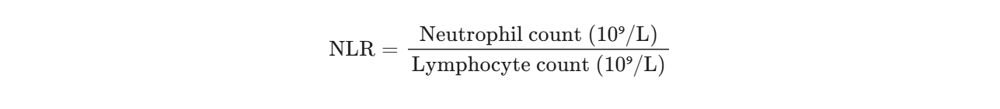 NLR = Neutrophil count (10⁹/L)
Lymphocyte count (10⁹/L)